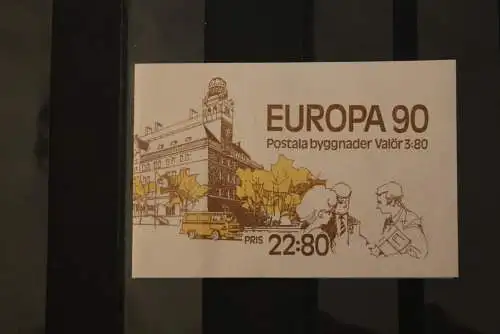 EUROPA 90
Postala byggnader Valör 3:80
PRIS 22:80